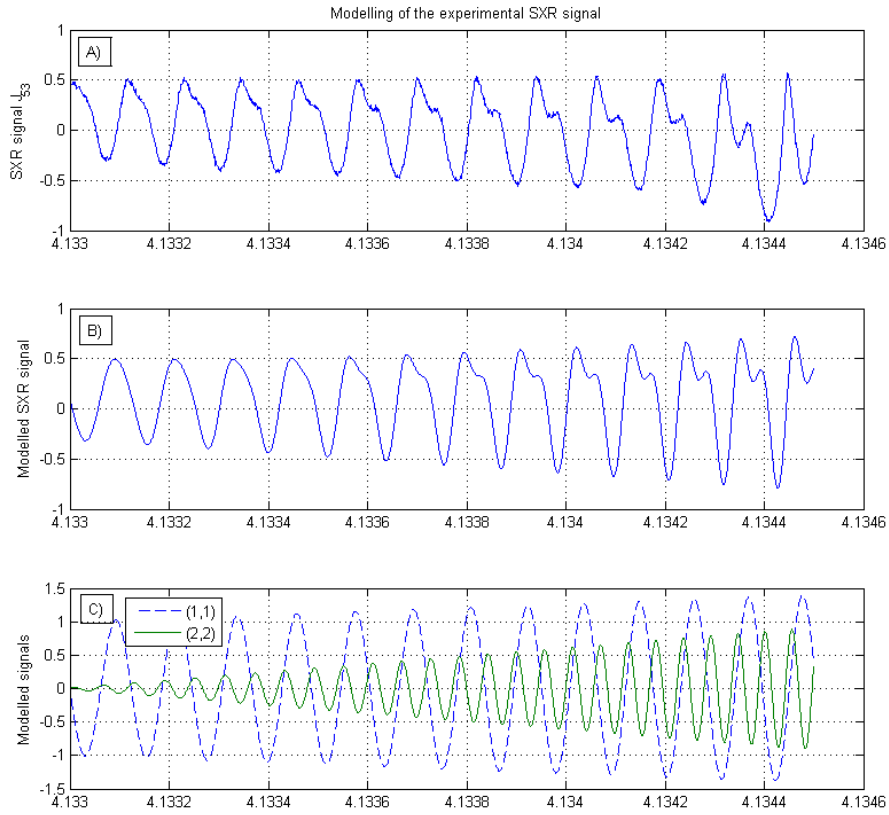 Modelling of the experimental SXR signal
A)
SXR signal J53
1
0.5
0
-0.5
-1
4.133 4.1332 4.1334 4.1336 4.1338 4.134 4.1342 4.1344 4.1346
B)
Modelled SXR signal
1
0.5
0
-0.5
-1
4.133 4.1332 4.1334 4.1336 4.1338 4.134 4.1342 4.1344 4.1346
C)
(1,1)
(2,2)
Modelled signals
1.5
1
0.5
0
-0.5
-1
-1.5
4.133 4.1332 4.1334 4.1336 4.1338 4.134 4.1342 4.1344 4.1346